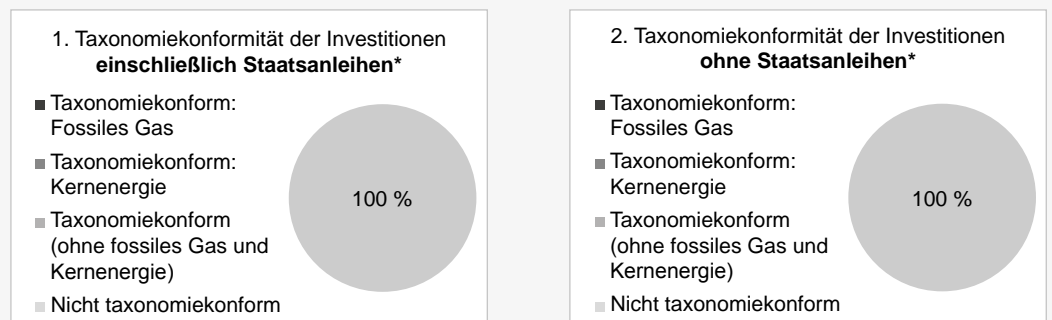 1. Taxonomiekonformität der Investitionen
einschließlich Staatsanleihen*
Taxonomiekonform:
Fossiles Gas
Taxonomiekonform:
Kernenergie
Taxonomiekonform
(ohne fossiles Gas und
Kernenergie)
Nicht taxonomiekonform
100 %
2. Taxonomiekonformität der Investitionen
ohne Staatsanleihen*
Taxonomiekonform:
Fossiles Gas
Taxonomiekonform:
Kernenergie
Taxonomiekonform
(ohne fossiles Gas und
Kernenergie)
Nicht taxonomiekonform
100 %